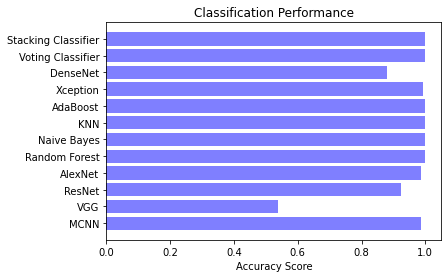 Classification Performance
Stacking Classifier
Voting Classifier
DenseNet
Xception
AdaBoost
KNN
Naive Bayes
Random Forest
AlexNet
ResNet
VGG
MCNN
0.0 0.2 0.4 0.6 0.8 1.0
Accuracy Score